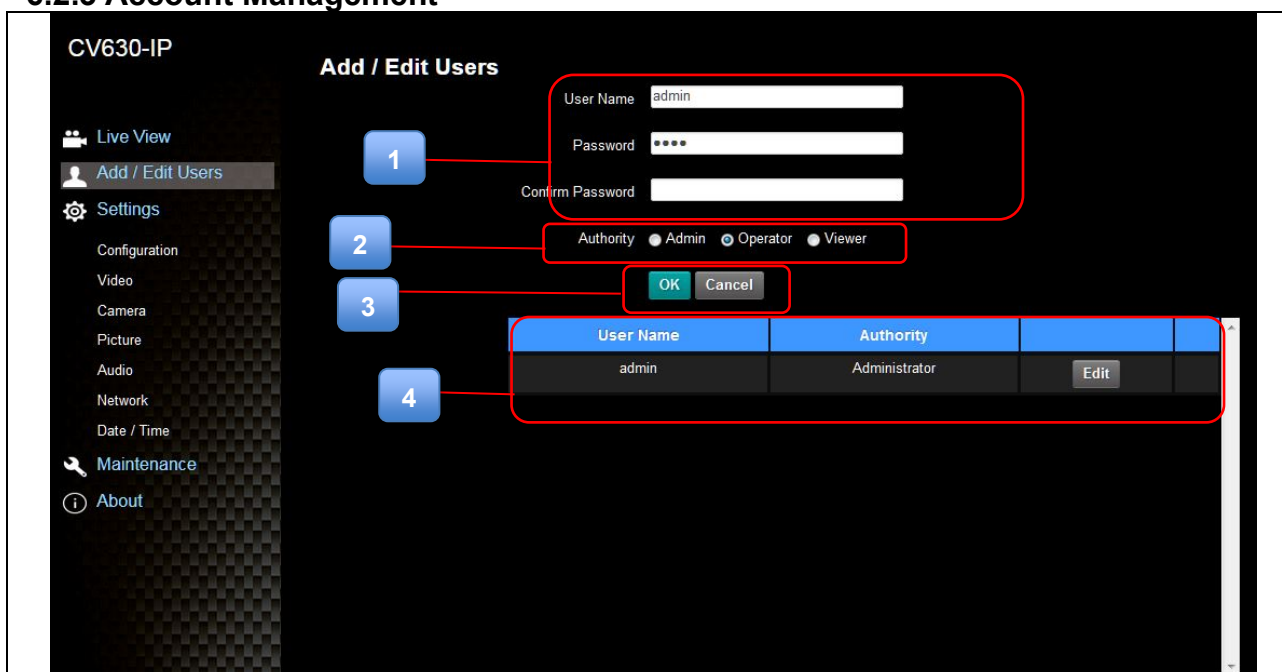 Account Management
CV630-IP
Add / Edit Users
User Name admin
Live View
Password ••••
1
Add / Edit Users
Confirm Password
Settings
2
Authority Admin Operator Viewer
Configuration
Video
OK Cancel
3
Camera
User Name Authority
Picture
admin Administrator Edit
Audio
4
Network
Date / Time
Maintenance
About